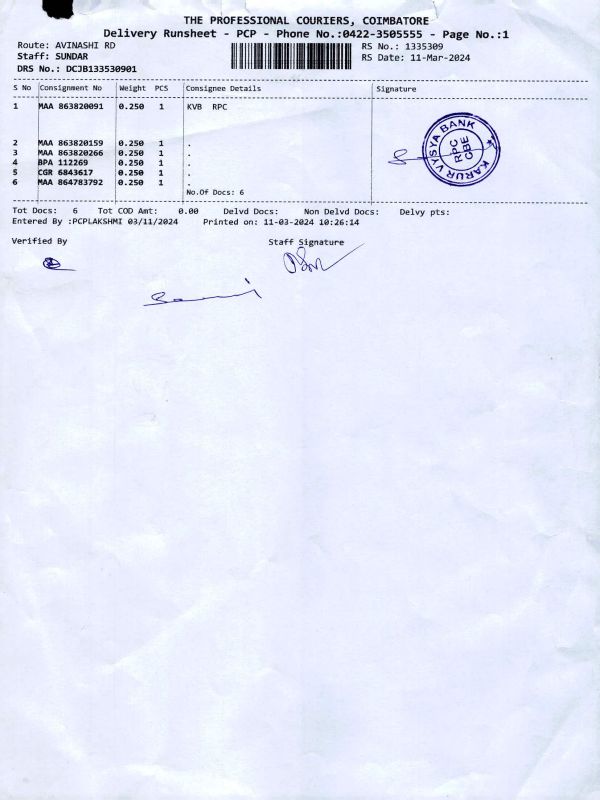 THE PROFESSIONAL COURIERS, COIMBATORE
Delivery Runsheet - PCP - Phone No.:0422-3505555 - Page No.:1
Route: AVINASHI RD RS No.: 1335309
Staff: SUNDAR RS Date: 11-Mar-2024
DRS No.: DCJB133530901
S No Consignment No Weight PCS Consignee Details Signature
1 MAA 863820091 0.250 1 KVB RPC
2 MAA 863820159 0.250 1 .
3 MAA 863820266 0.250 1 .
4 BPA 112269 0.250 1 .
5 CGR 6843617 0.250 1 .
6 MAA 864783792 0.250 1 .
No.Of Docs: 6
KARUR VYSYA BANK
RPC
CBE
Tot Docs: 6 Tot COD Amt: 0.00 Delvd Docs: Non Delvd Docs: Delvy pts:
Entered By :PCPLAKSHMI 03/11/2024 Printed on: 11-03-2024 10:26:14
Verified By Staff Signature